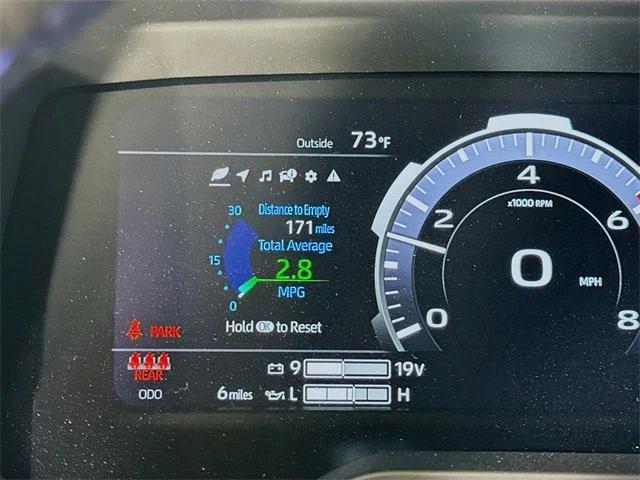 Outside 73°F
30 Distance to Empty
171 miles
Total Average
15 2.8
0 MPG
Hold OK to Reset
PARK
REAR
ODO 6 miles
9 19V
L H
0 2 4 6 8
x1000 RPM
0 MPH